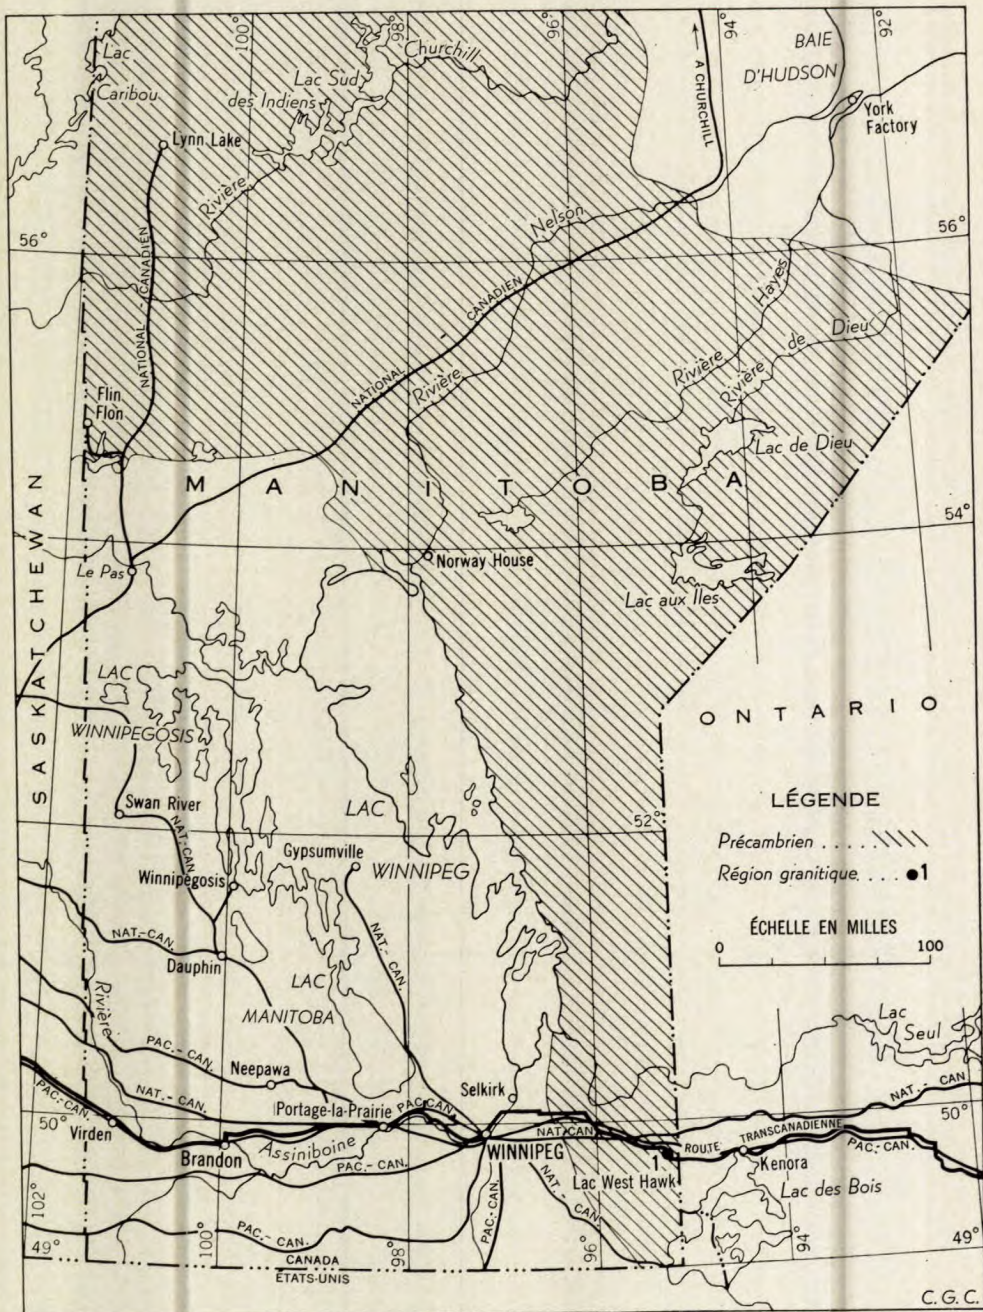 100°
98°
96°
94°
92°
Lac
Caribou
Lac Sud
des Indiens
Churchill
A CHURCHILL
BAIE
D'HUDSON
York
Factory
Lynn Lake
Rivière
Nelson
56°
56°
NATIONAL - CANADIEN
NATIONAL
CANADIEN
Rivière
Hayes
Rivière
Rivière de Dieu
Flin
Flon
Lac de Dieu
MANITOBA
SASKATCHEWAN
54°
Le Pas
Norway House
Lac aux Iles
LAC
WINNIPEGOSIS
ONTARIO
LÉGENDE
Précambrien
Région granitique .... ●1
ÉCHELLE EN MILLES
0 100
Swan River
NAT.-CAN.
52°
LAC
WINNIPEG
Gypsumville
Winnipegosis
NAT.-CAN.
NAT.-CAN.
Dauphin
LAC
MANITOBA
Rivière
Lac
Seul
PAC.-CAN.
Neepawa
Selkirk
NAT.-CAN.
NAT.-CAN
PAC.-CAN.
Portage-la-Prairie
PAC.CAN.
50°
50°
Virden
Brandon
Assiniboine
WINNIPEG
NAT.CAN.
ROUTE TRANSCANADIENNE
PAC.-CAN.
Kenora
PAC.-CAN.
1
Lac West Hawk
Lac des Bois
NAT.-CAN.
PAC.-CAN.
PAC.-CAN.
102°
100°
98°
96°
94°
49°
49°
CANADA
ÉTATS-UNIS
C.G.C.